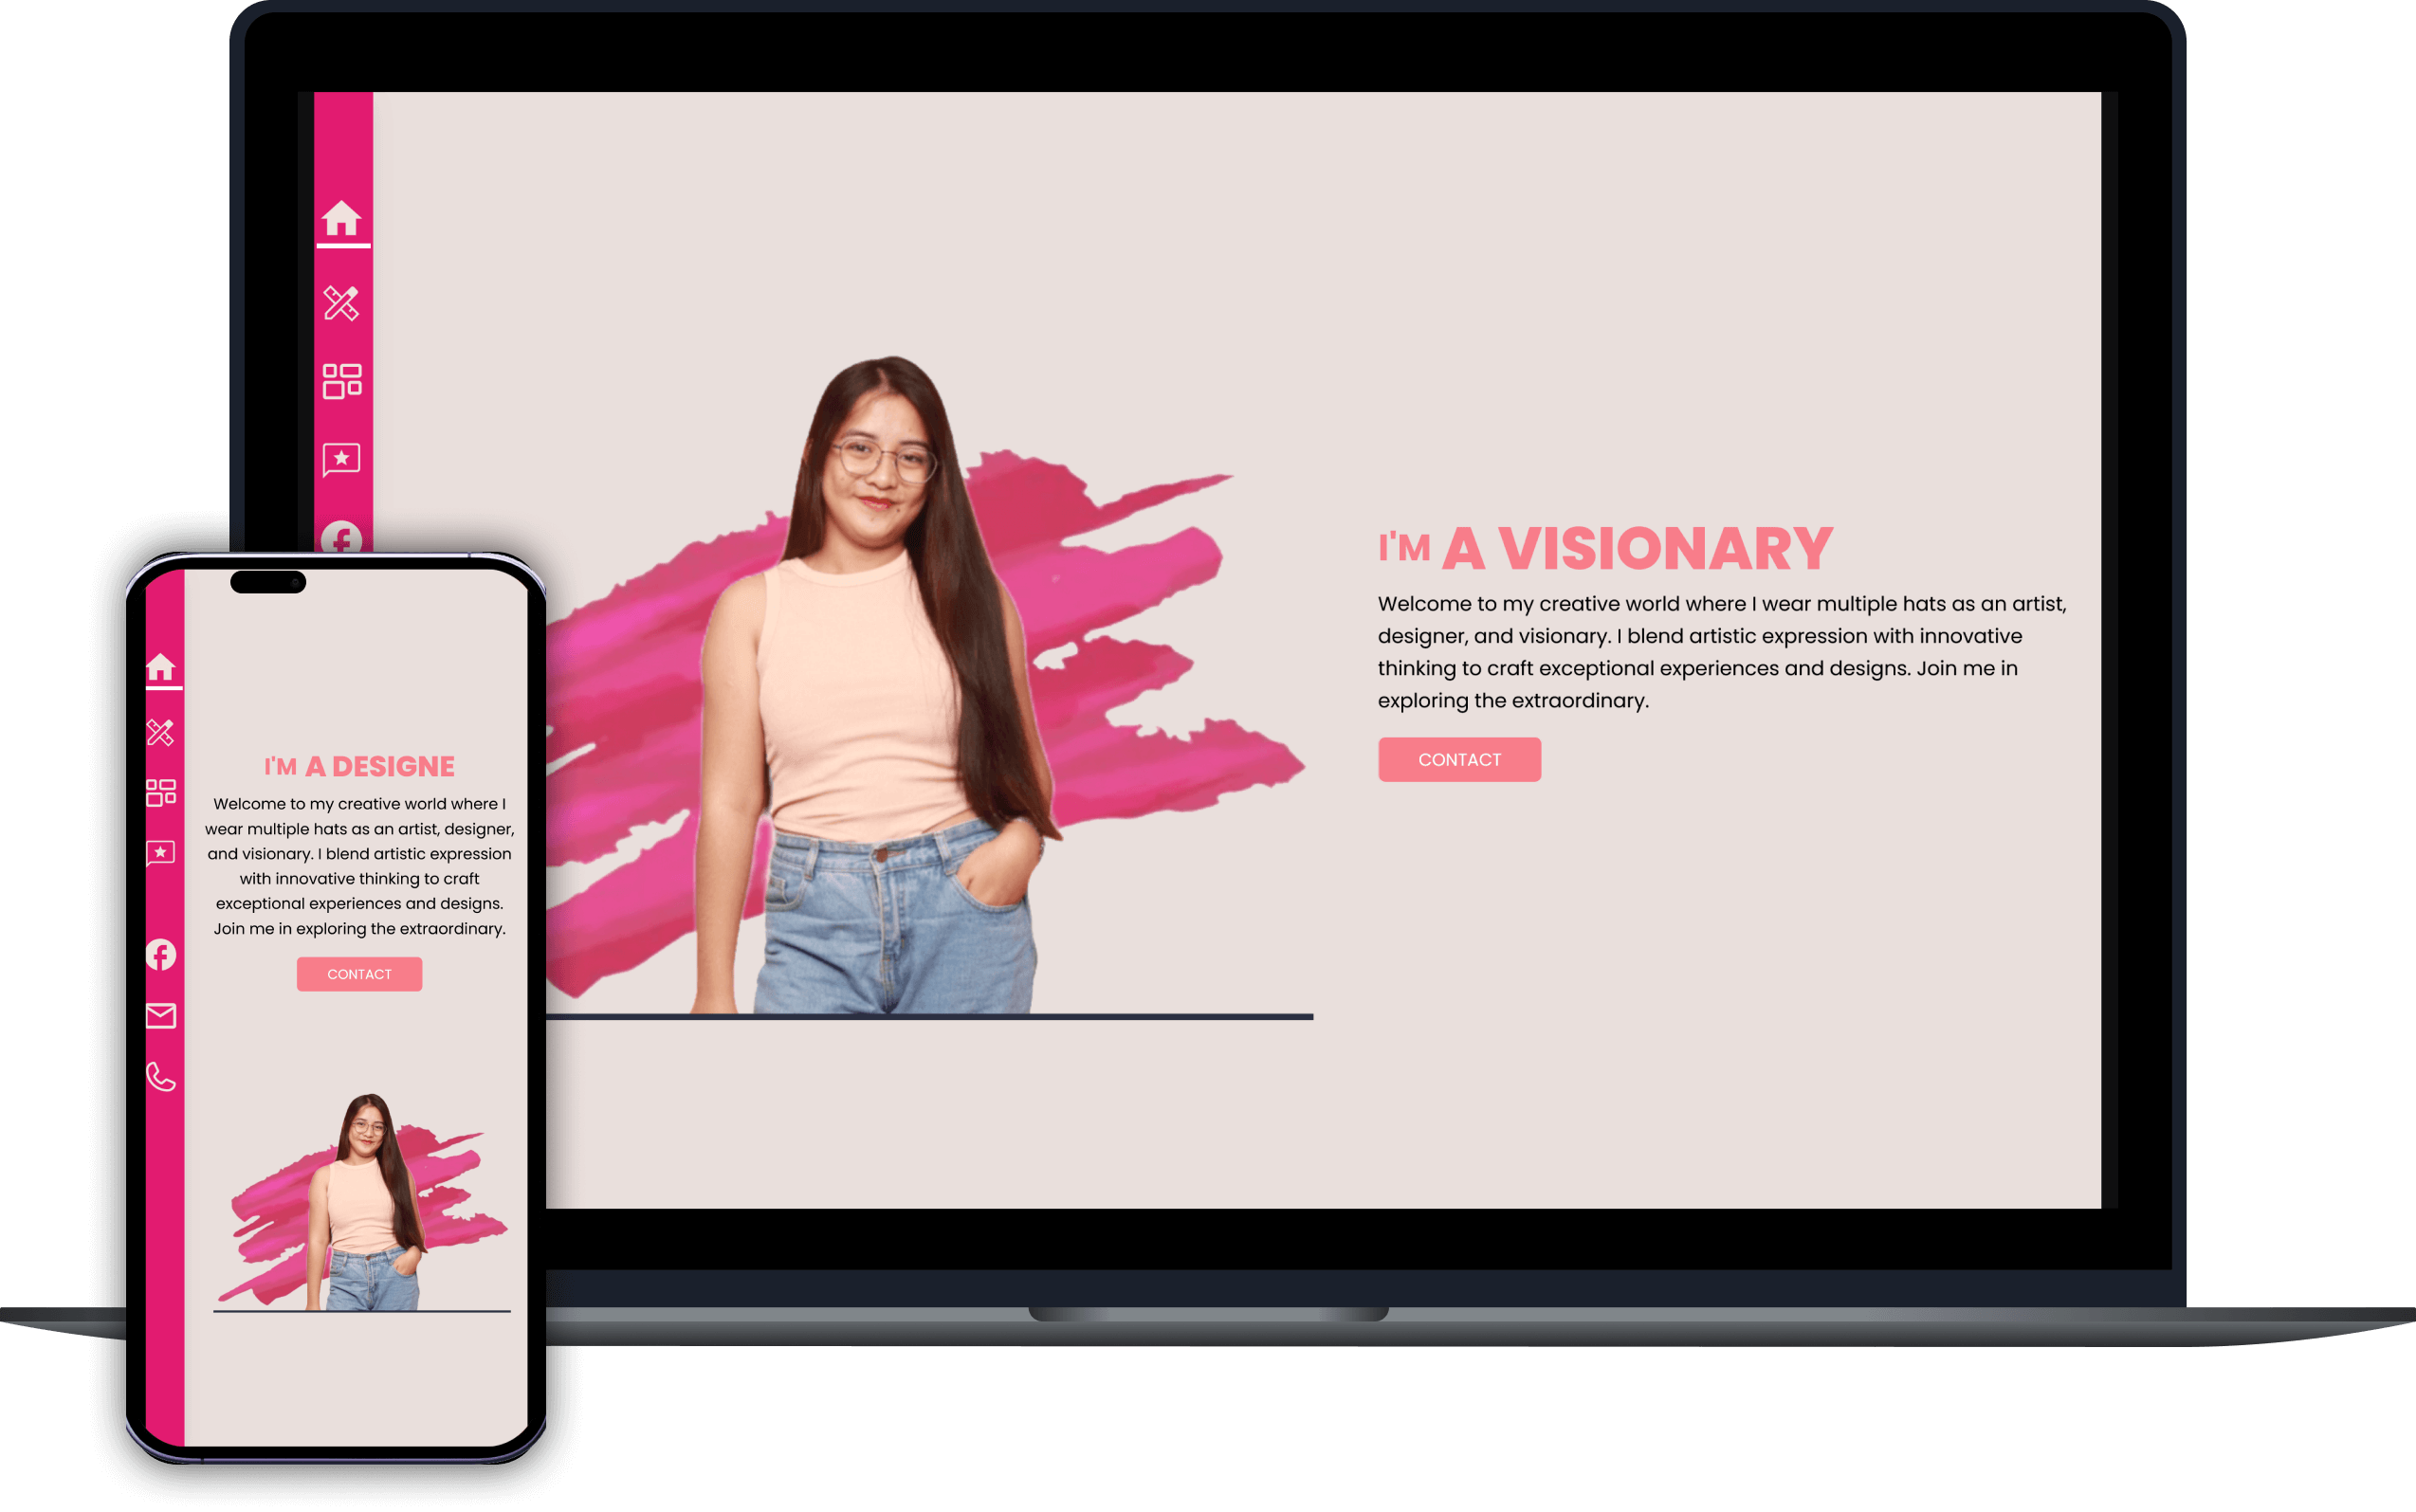 I'M A VISIONARY
Welcome to my creative world where I wear multiple hats as an artist,
designer, and visionary. I blend artistic expression with innovative
thinking to craft exceptional experiences and designs. Join me in
exploring the extraordinary.
CONTACT
I'M A DESIGNE
Welcome to my creative world where I
wear multiple hats as an artist, designer,
and visionary. I blend artistic expression
with innovative thinking to craft
exceptional experiences and designs.
Join me in exploring the extraordinary.
CONTACT